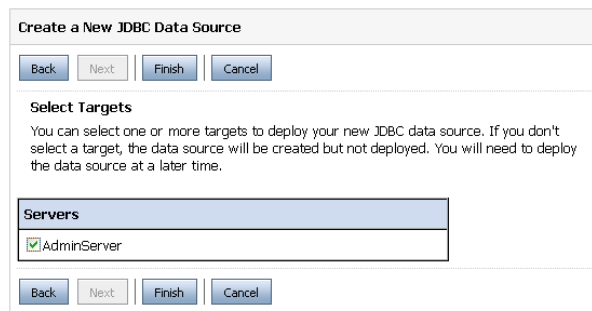 Create a New JDBC Data Source
Back Next Finish Cancel
Select Targets
You can select one or more targets to deploy your new JDBC data source. If you don't
select a target, the data source will be created but not deployed. You will need to deploy
the data source at a later time.
Servers
AdminServer
Back Next Finish Cancel